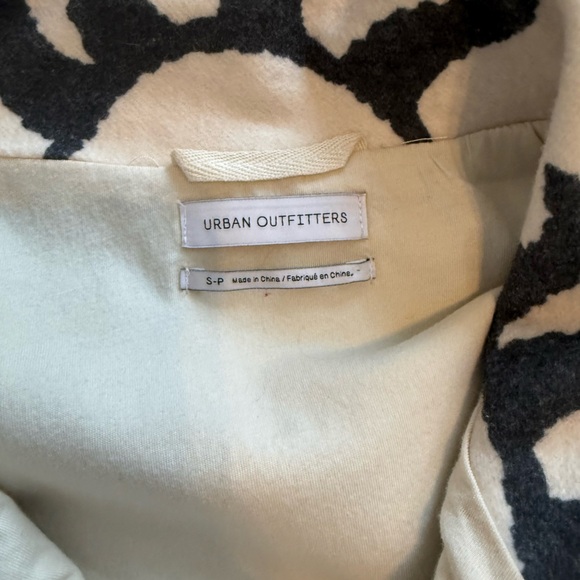 URBAN OUTFITTERS
S-P Made in China / Fabriqué en Chine.